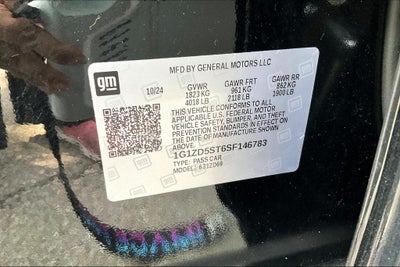 gm
MFD BY GENERAL MOTORS LLC
10/24
GVWR GAWR FRT GAWR RR
1823 KG 961 KG 862 KG
4018 LB 2118 LB 1900 LB
THIS VEHICLE CONFORMS TO ALL
APPLICABLE U.S. FEDERAL MOTOR
VEHICLE SAFETY, BUMPER, AND THEFT
PREVENTION STANDARDS IN EFFECT ON
THE DATE OF MANUFACTURE SHOWN
ABOVE.
1G1ZD5ST6SF146783
TYPE: PASS CAR
MODEL: 631ZD69